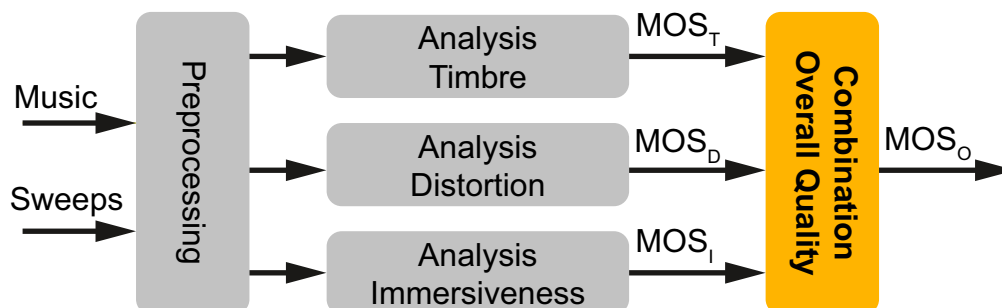 Music
Sweeps
Preprocessing
Analysis
Timbre
Analysis
Distortion
Analysis
Immersiveness
MOS_T
MOS_D
MOS_I
Combination
Overall Quality
MOS_O